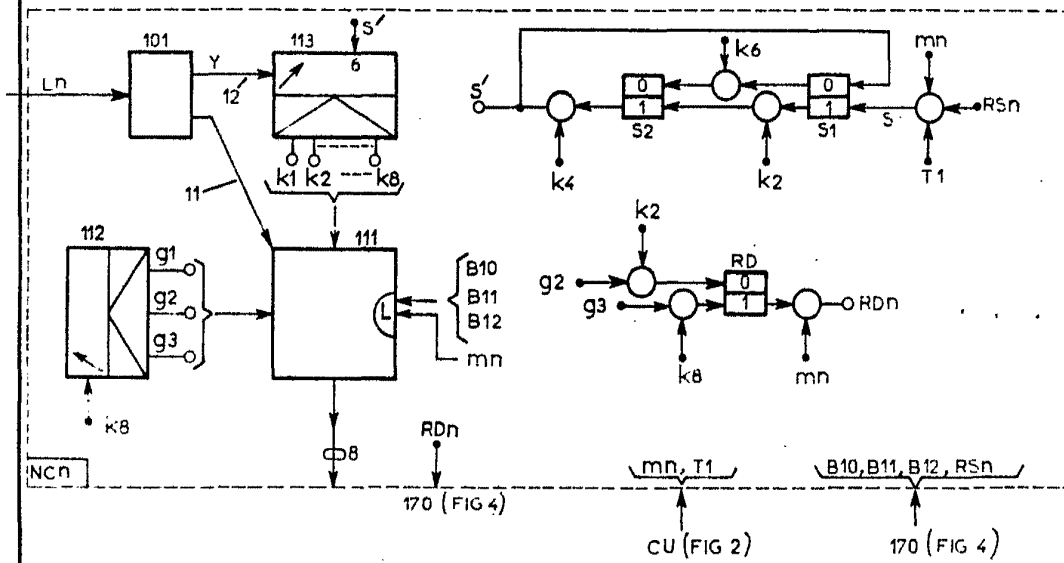 101
113
S'
6
Ln
Y
12'
11
k1 k2 ---- k8
112
g1
g2
g3
k8
111
L
B10
B11
B12
mn
8
RDn
170 (FIG 4)
NCn
S'
k6
mn
0
1
S2
0
1
S1
S
RSn
k4
k2
T1
k2
g2
g3
RD
0
1
RDn
k8
mn
mn, T1
CU (FIG 2)
B10, B11, B12, RSn
170 (FIG 4)